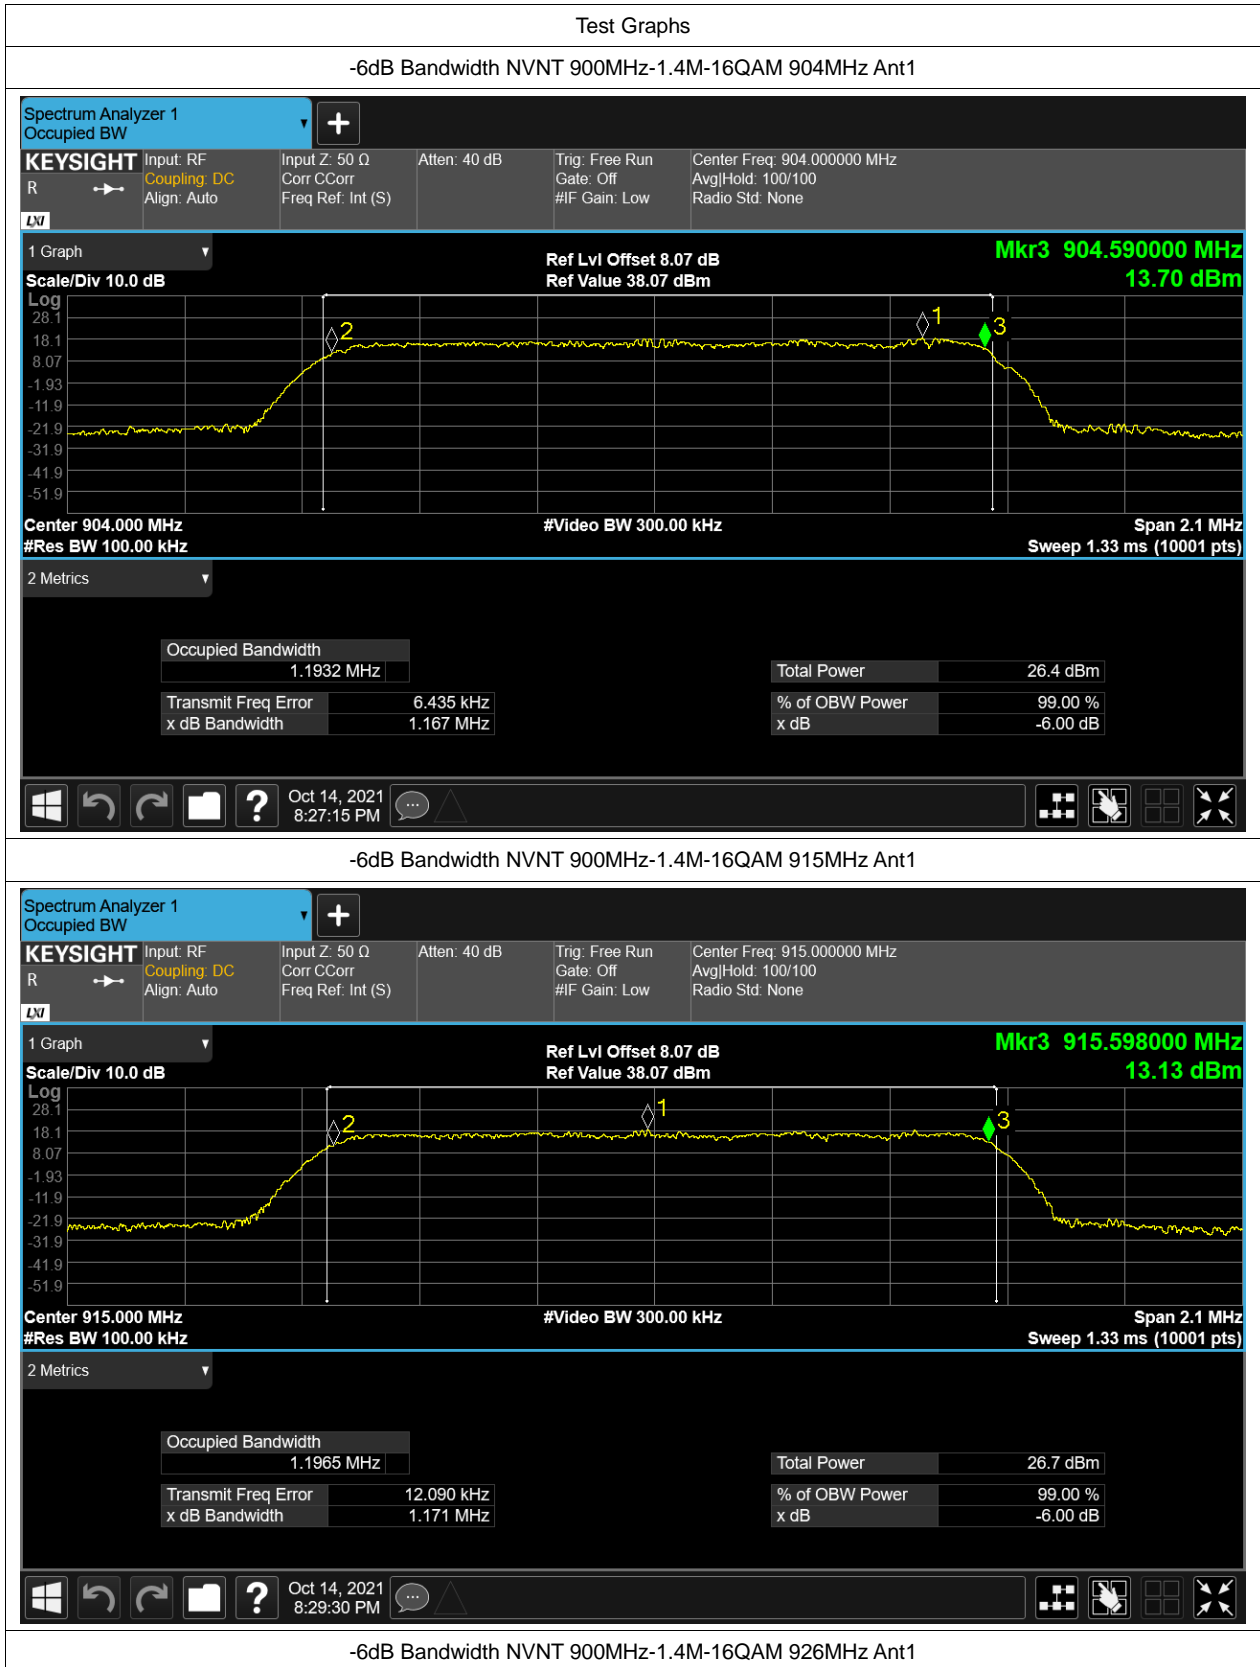 Test Graphs
-6dB Bandwidth NVNT 900MHz-1.4M-16QAM 904MHz Ant1
Spectrum Analyzer 1
Occupied BW
KEYSIGHT Input: RF Input Z: 50 Ω Atten: 40 dB Trig: Free Run Center Freq: 904.000000 MHz
R Coupling: DC Corr CCorr Gate: Off Avg|Hold: 100/100
Align: Auto Freq Ref: Int (S) #IF Gain: Low Radio Std: None
LXI
1 Graph Ref Lvl Offset 8.07 dB Mkr3 904.590000 MHz
Scale/Div 10.0 dB Ref Value 38.07 dBm 13.70 dBm
Log
28.1
18.1
8.07
-1.93
-11.9
-21.9
-31.9
-41.9
-51.9
2 1 3
Center 904.000 MHz #Video BW 300.00 kHz Span 2.1 MHz
#Res BW 100.00 kHz Sweep 1.33 ms (10001 pts)
2 Metrics
Occupied Bandwidth
1.1932 MHz Total Power 26.4 dBm
Transmit Freq Error 6.435 kHz % of OBW Power 99.00 %
x dB Bandwidth 1.167 MHz x dB -6.00 dB
Oct 14, 2021
8:27:15 PM
-6dB Bandwidth NVNT 900MHz-1.4M-16QAM 915MHz Ant1
Spectrum Analyzer 1
Occupied BW
KEYSIGHT Input: RF Input Z: 50 Ω Atten: 40 dB Trig: Free Run Center Freq: 915.000000 MHz
R Coupling: DC Corr CCorr Gate: Off Avg|Hold: 100/100
Align: Auto Freq Ref: Int (S) #IF Gain: Low Radio Std: None
LXI
1 Graph Ref Lvl Offset 8.07 dB Mkr3 915.598000 MHz
Scale/Div 10.0 dB Ref Value 38.07 dBm 13.13 dBm
Log
28.1
18.1
8.07
-1.93
-11.9
-21.9
-31.9
-41.9
-51.9
2 1 3
Center 915.000 MHz #Video BW 300.00 kHz Span 2.1 MHz
#Res BW 100.00 kHz Sweep 1.33 ms (10001 pts)
2 Metrics
Occupied Bandwidth
1.1965 MHz Total Power 26.7 dBm
Transmit Freq Error 12.090 kHz % of OBW Power 99.00 %
x dB Bandwidth 1.171 MHz x dB -6.00 dB
Oct 14, 2021
8:29:30 PM
-6dB Bandwidth NVNT 900MHz-1.4M-16QAM 926MHz Ant1